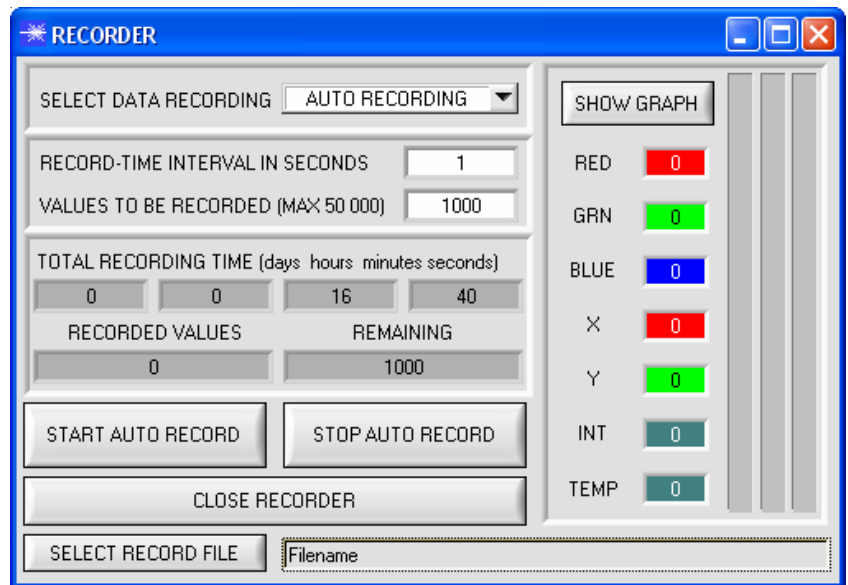 RECORDER
SELECT DATA RECORDING AUTO RECORDING
RECORD-TIME INTERVAL IN SECONDS 1
VALUES TO BE RECORDED (MAX 50 000) 1000
TOTAL RECORDING TIME (days hours minutes seconds)
0 0 16 40
RECORDED VALUES REMAINING
0 1000
START AUTO RECORD STOP AUTO RECORD
CLOSE RECORDER
SELECT RECORD FILE Filename
SHOW GRAPH
RED 0
GRN 0
BLUE 0
X 0
Y 0
INT 0
TEMP 0